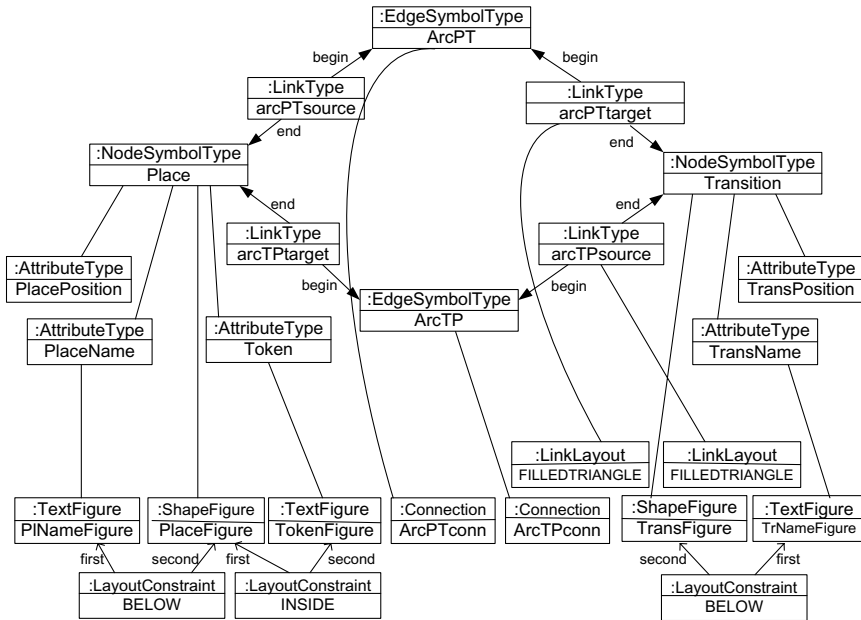 :EdgeSymbolType
ArcPT
begin
begin
:LinkType
arcPTsource
:LinkType
arcPTtarget
end
end
:NodeSymbolType
Place
:NodeSymbolType
Transition
end
end
:LinkType
arcTPtarget
:LinkType
arcTPsource
:AttributeType
PlacePosition
:AttributeType
TransPosition
begin
begin
:EdgeSymbolType
ArcTP
:AttributeType
PlaceName
:AttributeType
Token
:AttributeType
TransName
:LinkLayout
FILLEDTRIANGLE
:LinkLayout
FILLEDTRIANGLE
:TextFigure
PlNameFigure
:ShapeFigure
PlaceFigure
:TextFigure
TokenFigure
:Connection
ArcPTconn
:Connection
ArcTPconn
:ShapeFigure
TransFigure
:TextFigure
TrNameFigure
first
second
first
second
second
first
:LayoutConstraint
BELOW
:LayoutConstraint
INSIDE
:LayoutConstraint
BELOW